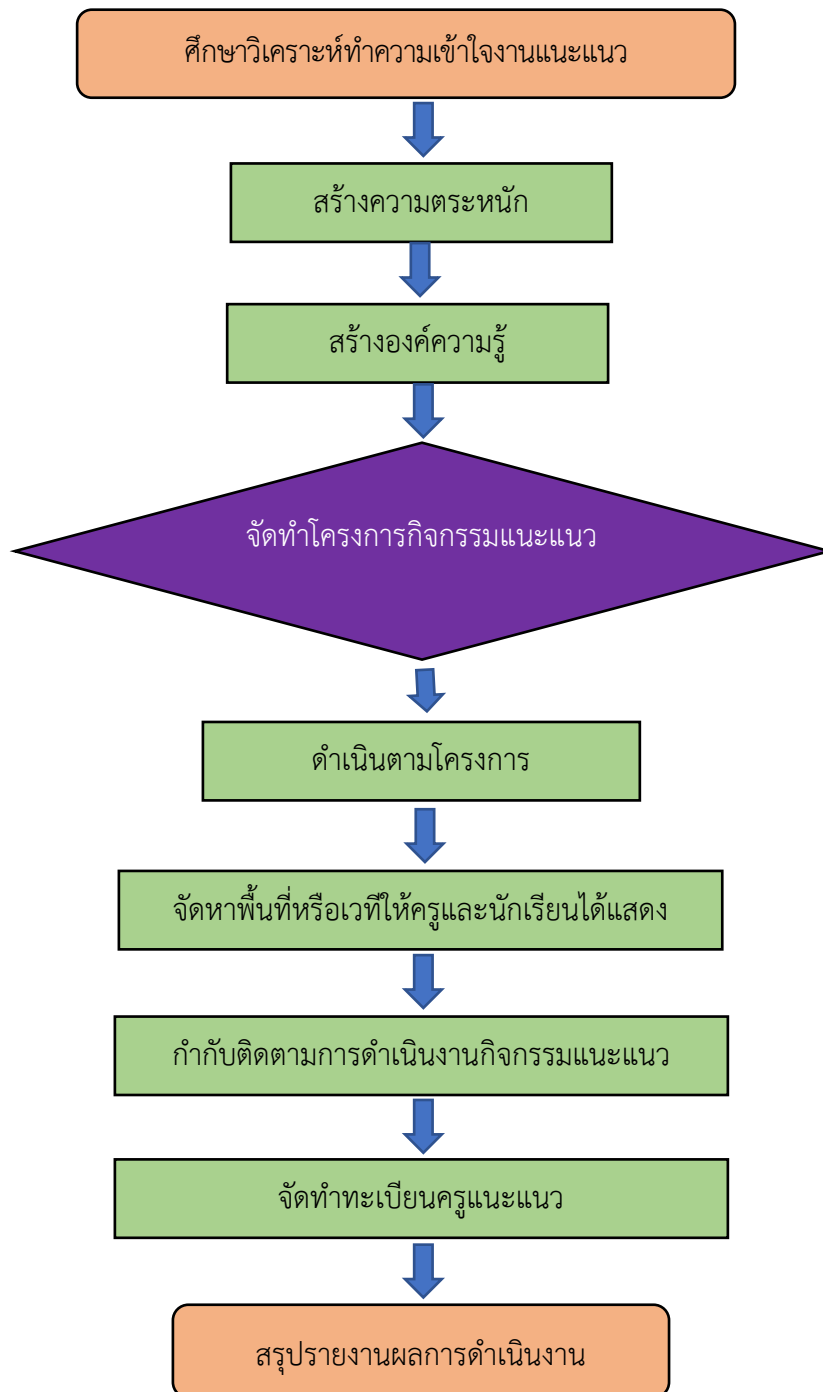 ศึกษาวิเคราะห์ทำความเข้าใจงานแนะแนว
สร้างความตระหนัก
สร้างองค์ความรู้
จัดทำโครงการกิจกรรมแนะแนว
ดำเนินตามโครงการ
จัดหาพื้นที่หรือเวทีให้ครูและนักเรียนได้แสดง
กำกับติดตามการดำเนินงานกิจกรรมแนะแนว
จัดทำทะเบียนครูแนะแนว
สรุปรายงานผลการดำเนินงาน